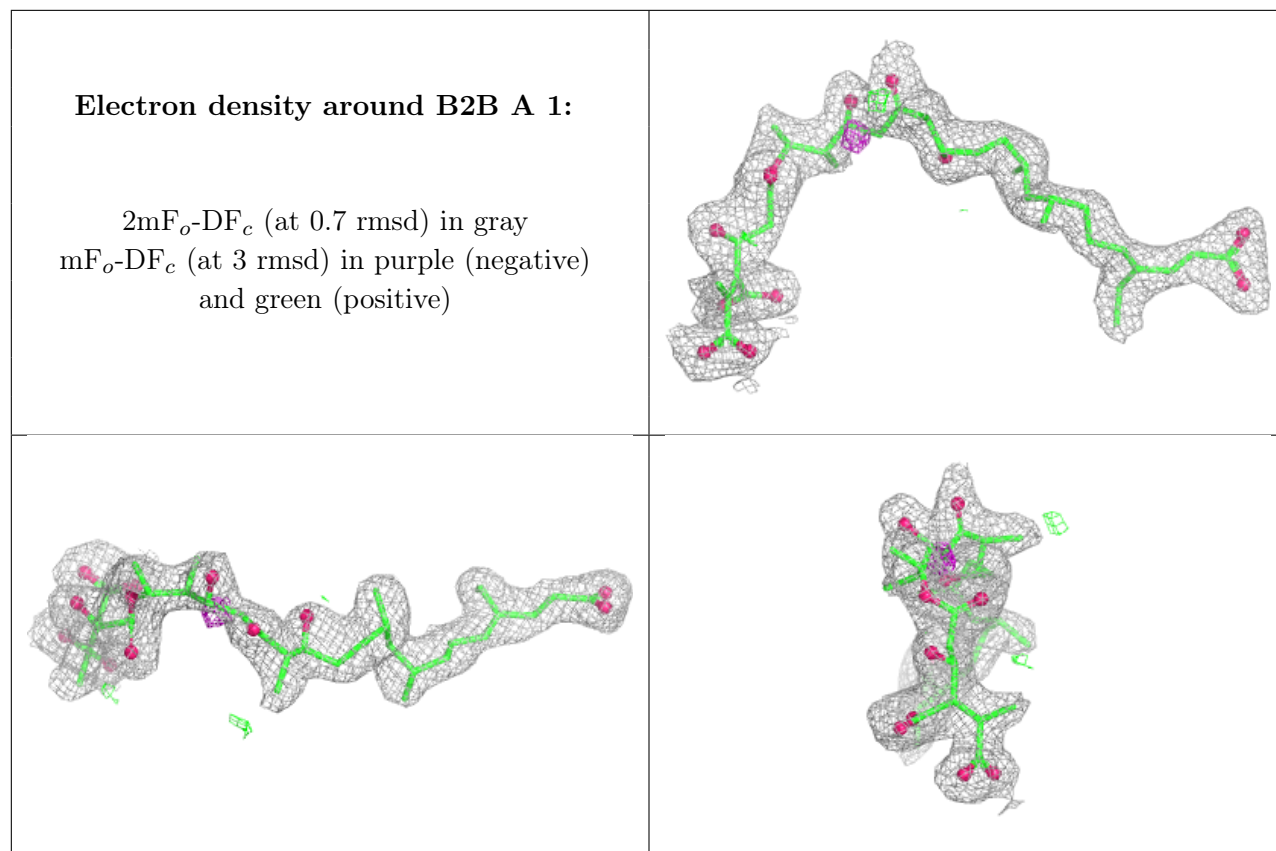 Electron density around B2B A 1:
2mFo-DFc (at 0.7 rmsd) in gray
mFo-DFc (at 3 rmsd) in purple (negative)
and green (positive)